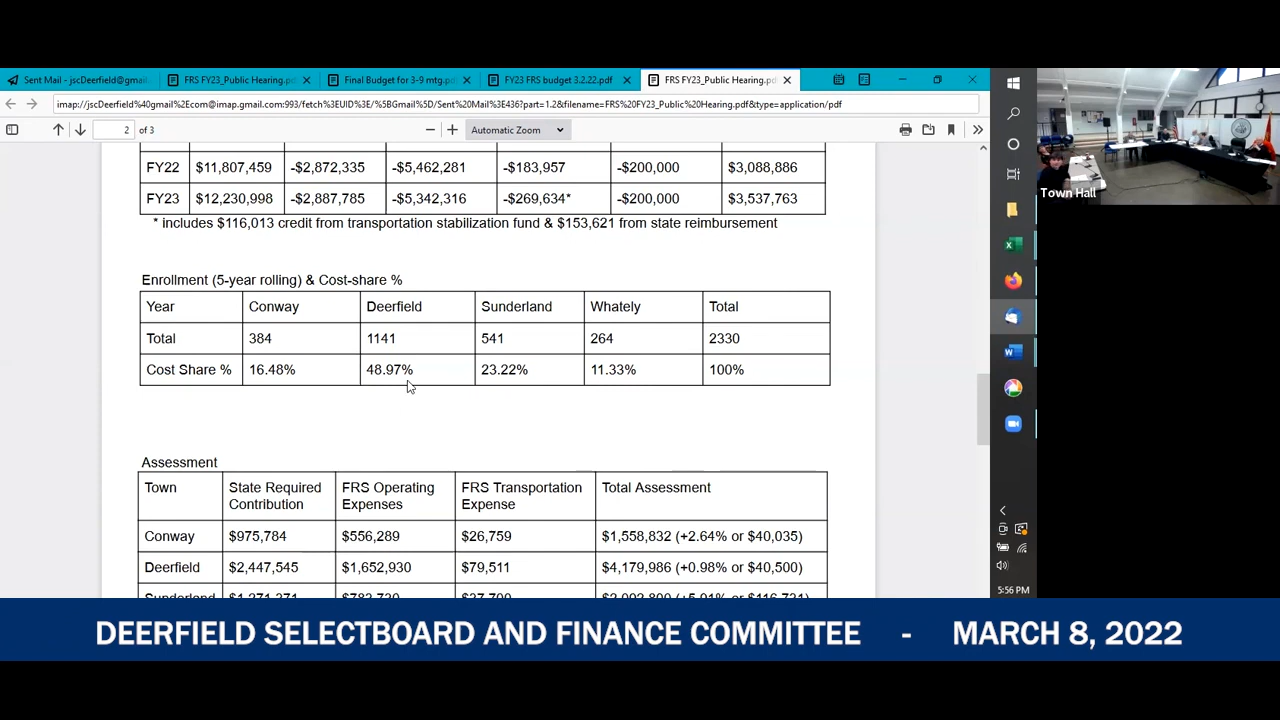 Sent Mail - jscDeerfield@gmail
FRS FY23_Public Hearing.pdf
Final Budget for 3-9 mtg.pdf
FY23 FRS budget 3.2.22.pdf
FRS FY23_Public Hearing.pdf
imap://jscDeerfield%40gmail%2Ecom@imap.gmail.com:993/fetch%3EUID%3E/%5BGmail%5D/Sent%20Mail%3E436?part=1.2&filename=FRS%20FY23_Public%20Hearing.pdf&type=application/pdf
2 of 3
Automatic Zoom
FY22 $11,807,459 -$2,872,335 -$5,462,281 -$183,957 -$200,000 $3,088,886
FY23 $12,230,998 -$2,887,785 -$5,342,316 -$269,634* -$200,000 $3,537,763
* includes $116,013 credit from transportation stabilization fund & $153,621 from state reimbursement
Enrollment (5-year rolling) & Cost-share %
Year Conway Deerfield Sunderland Whately Total
Total 384 1141 541 264 2330
Cost Share % 16.48% 48.97% 23.22% 11.33% 100%
Assessment
Town State Required Contribution FRS Operating Expenses FRS Transportation Expense Total Assessment
Conway $975,784 $556,289 $26,759 $1,558,832 (+2.64% or $40,035)
Deerfield $2,447,545 $1,652,930 $79,511 $4,179,986 (+0.98% or $40,500)
Sunderland
Town Hall
5:56 PM
DEERFIELD SELECTBOARD AND FINANCE COMMITTEE - MARCH 8, 2022